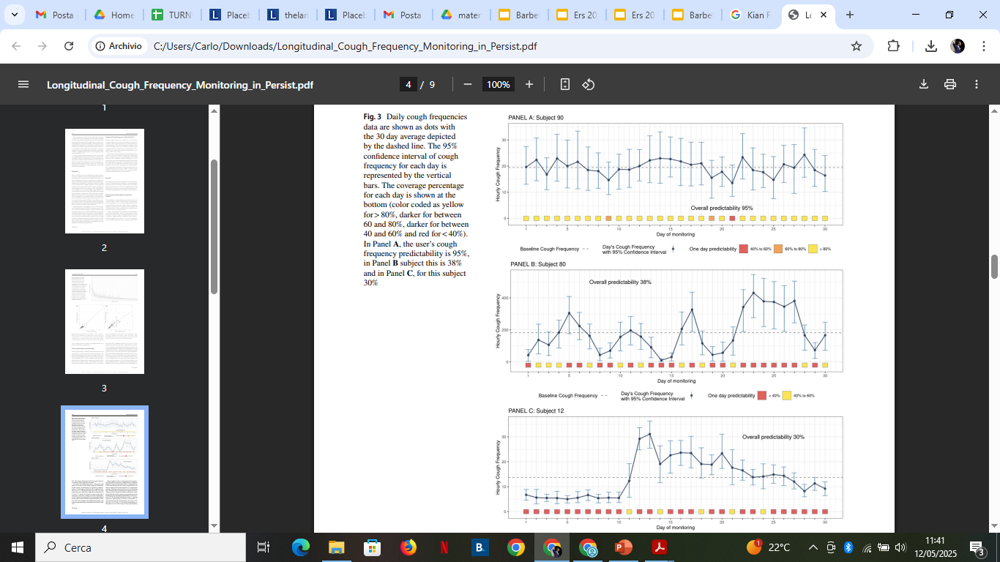 Posta
Home
TURN
Placeb
thelan
Placeb
Posta
mater
Barbe
Ers 20
Ers 20
Barbe
Kian F
Lo
Archivio
C:/Users/Carlo/Downloads/Longitudinal_Cough_Frequency_Monitoring_in_Persist.pdf
Longitudinal_Cough_Frequency_Monitoring_in_Persist.pdf
4 / 9
100%
1
2
3
4
Fig. 3 Daily cough frequencies
data are shown as dots with
the 30 day average depicted
by the dashed line. The 95%
confidence interval of cough
frequency for each day is
represented by the vertical
bars. The coverage percentage
for each day is shown at the
bottom (color coded as yellow
for > 80%, darker for between
60 and 80%, darker for between
40 and 60% and red for < 40%).
In Panel A, the user's cough
frequency predictability is 95%,
in Panel B subject this is 38%
and in Panel C, for this subject
30%
PANEL A: Subject 90
Hourly Cough Frequency
30
20
10
0
Overall predictability 95%
1 5 10 15 20 25 30
Day of monitoring
Baseline Cough Frequency
Day's Cough Frequency
with 95% Confidence Interval
One day predictability
40% to 60%
60% to 80%
> 80%
PANEL B: Subject 80
Overall predictability 38%
Hourly Cough Frequency
400
200
0
1 5 10 15 20 25 30
Day of monitoring
Baseline Cough Frequency
Day's Cough Frequency
with 95% Confidence Interval
One day predictability
< 40%
40% to 60%
PANEL C: Subject 12
Overall predictability 30%
Hourly Cough Frequency
30
20
10
0
1 5 10 15 20 25 30
Day of monitoring
Cerca
B.
1
22°C
11:41
12/05/2025
3